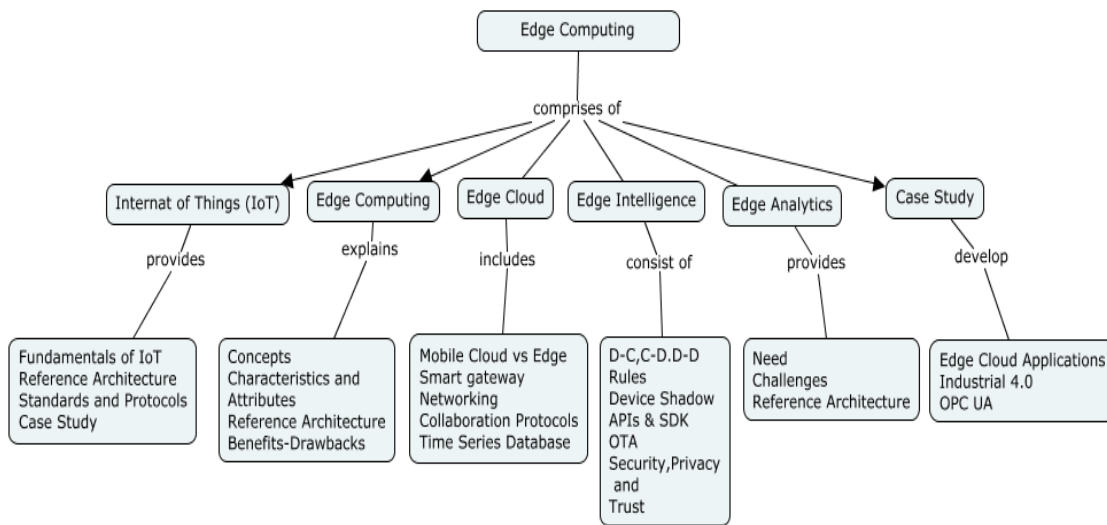 Edge Computing
comprises of
Internat of Things (IoT)
Edge Computing
Edge Cloud
Edge Intelligence
Edge Analytics
Case Study
provides
explains
includes
consist of
provides
develop
Fundamentals of IoT
Reference Architecture
Standards and Protocols
Case Study
Concepts
Characteristics and
Attributes
Reference Architecture
Benefits-Drawbacks
Mobile Cloud vs Edge
Smart gateway
Networking
Collaboration Protocols
Time Series Database
D-C,C-D.D-D
Rules
Device Shadow
APIs & SDK
OTA
Security,Privacy
and
Trust
Need
Challenges
Reference Architecture
Edge Cloud Applications
Industrial 4.0
OPC UA